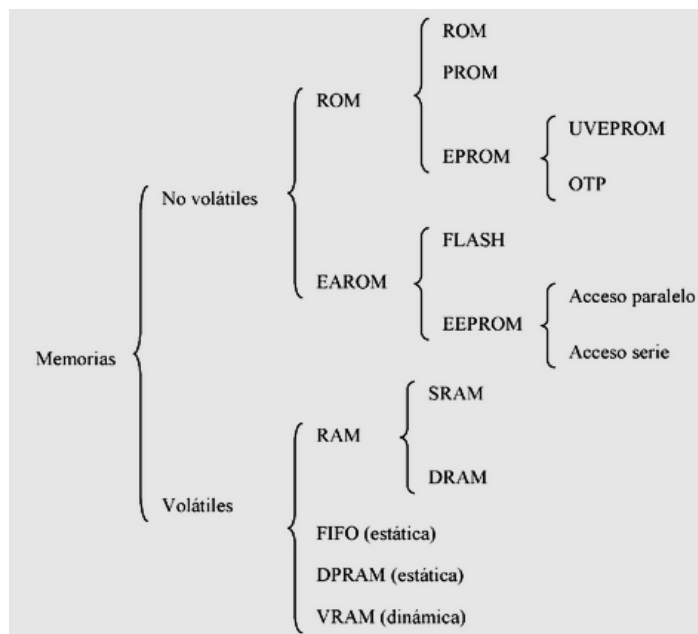 Memorias
No volátiles
ROM
ROM
PROM
EPROM
UVEPROM
OTP
EAROM
FLASH
EEPROM
Acceso paralelo
Acceso serie
Volátiles
RAM
SRAM
DRAM
FIFO (estática)
DPRAM (estática)
VRAM (dinámica)